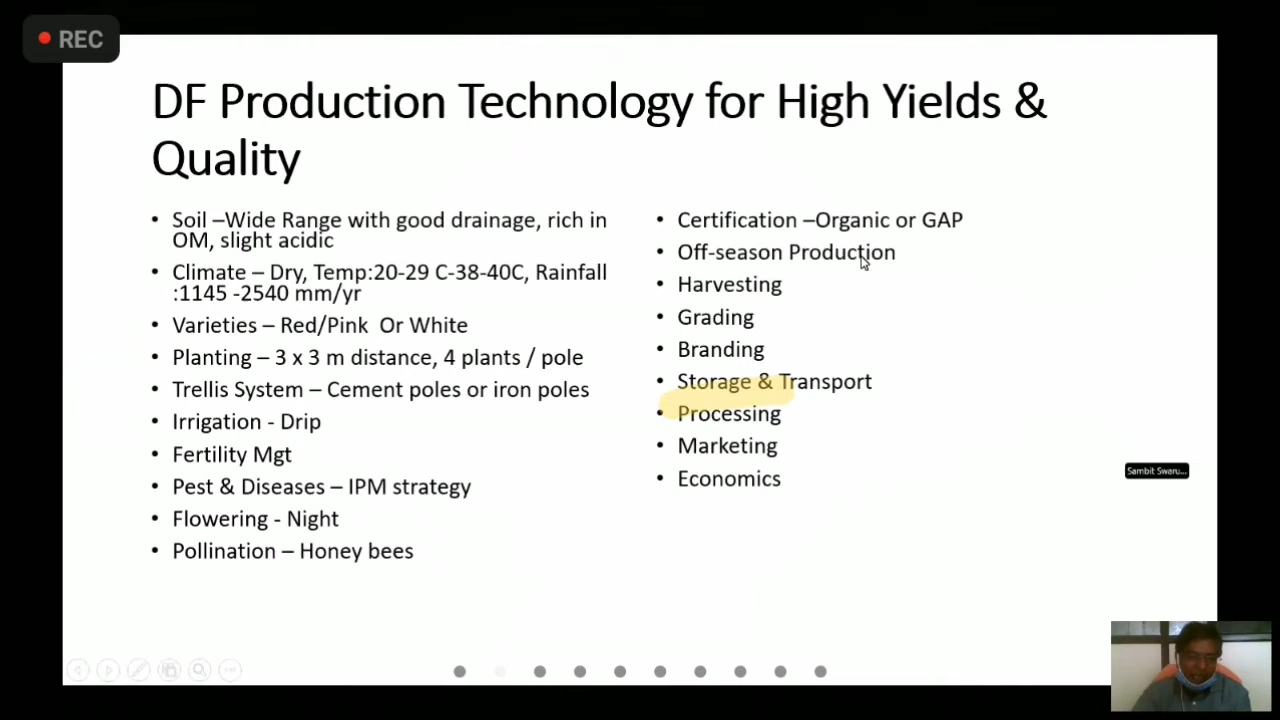 REC
DF Production Technology for High Yields &
Quality
• Soil –Wide Range with good drainage, rich in
OM, slight acidic
• Climate – Dry, Temp:20-29 C-38-40C, Rainfall
:1145 -2540 mm/yr
• Varieties – Red/Pink Or White
• Planting – 3 x 3 m distance, 4 plants / pole
• Trellis System – Cement poles or iron poles
• Irrigation - Drip
• Fertility Mgt
• Pest & Diseases – IPM strategy
• Flowering - Night
• Pollination – Honey bees
• Certification –Organic or GAP
• Off-season Production
• Harvesting
• Grading
• Branding
• Storage & Transport
• Processing
• Marketing
• Economics
Sambit Swaru...